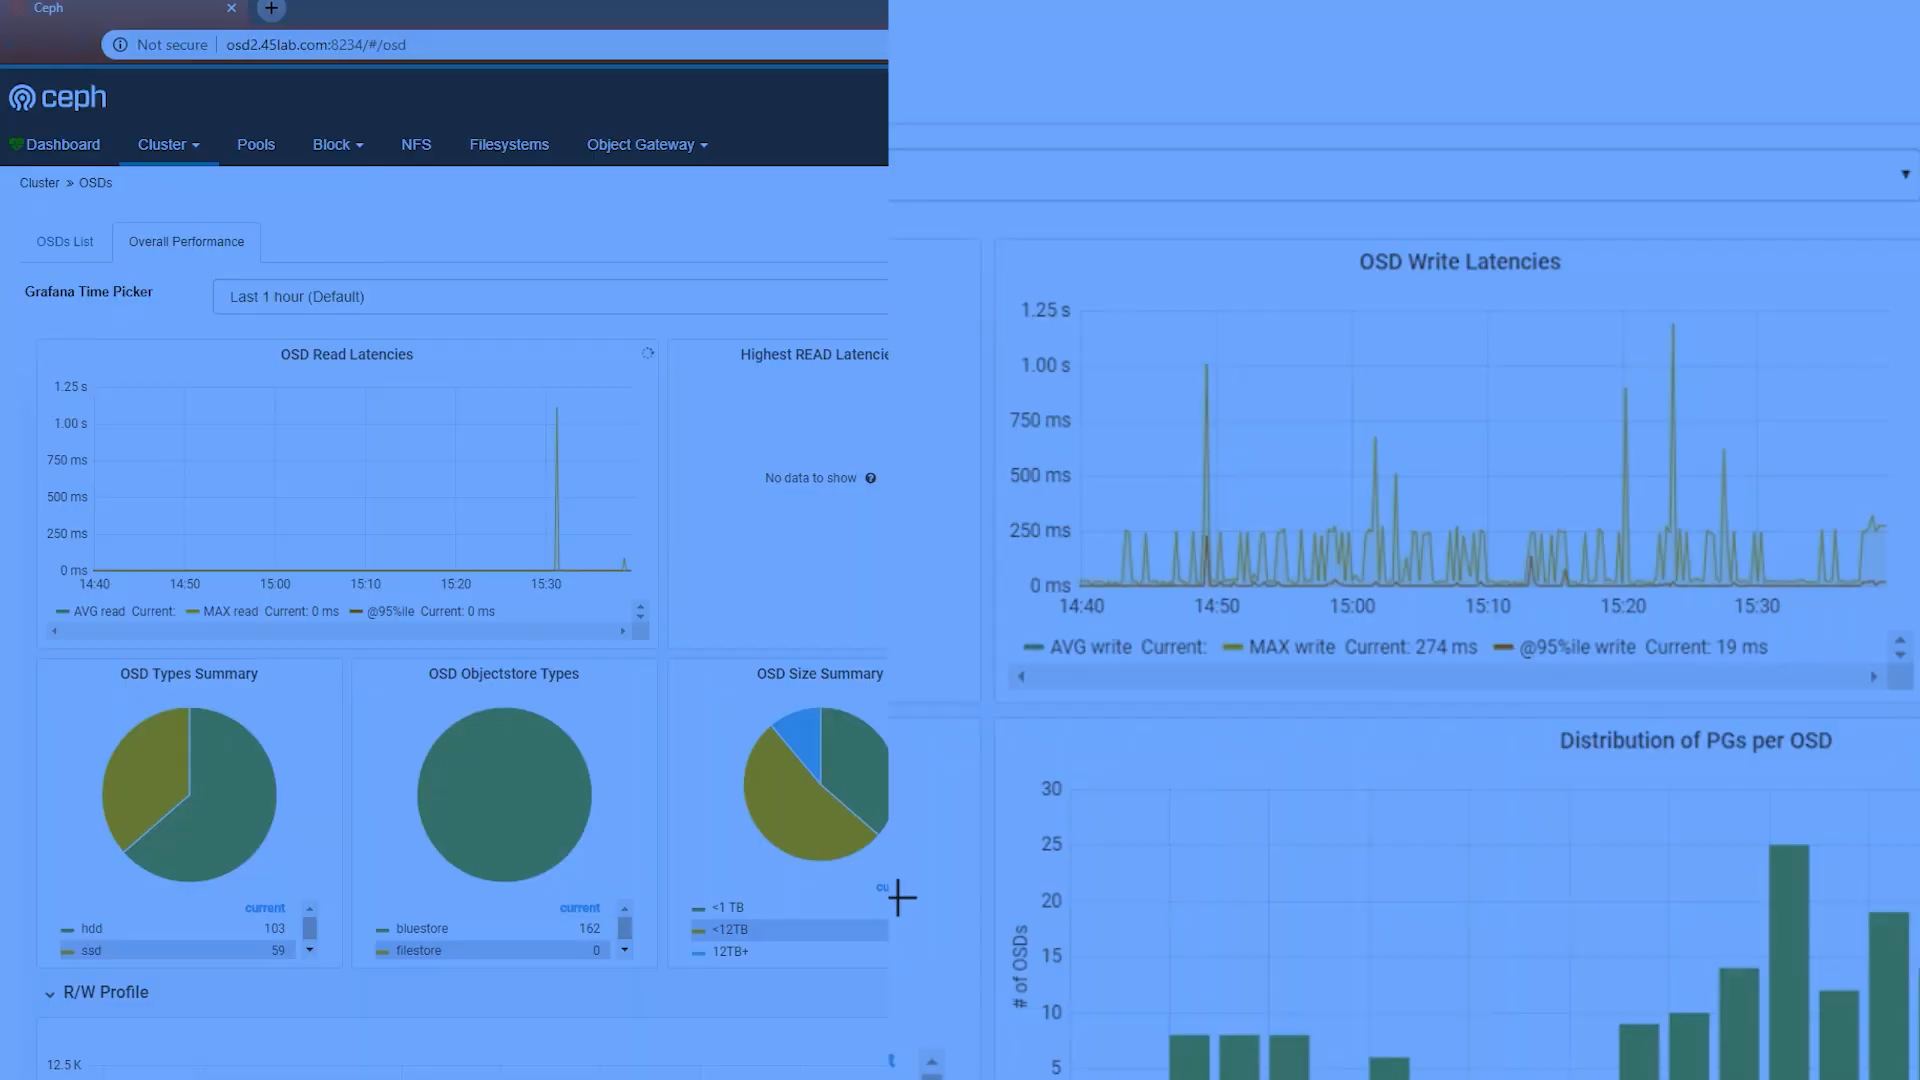 Ceph
Not secure osd2.45lab.com:8234/#/osd
ceph
Dashboard Cluster Pools Block NFS Filesystems Object Gateway
Cluster » OSDs
OSDs List Overall Performance
Grafana Time Picker Last 1 hour (Default)
OSD Read Latencies
1.25 s
1.00 s
750 ms
500 ms
250 ms
0 ms
14:40 14:50 15:00 15:10 15:20 15:30
AVG read Current: MAX read Current: 0 ms @95%ile Current: 0 ms
Highest READ Latencie
No data to show
OSD Types Summary
current
hdd 103
ssd 59
OSD Objectstore Types
current
bluestore 162
filestore 0
OSD Size Summary
cu
<1 TB
<12TB
12TB+
R/W Profile
12.5 K
OSD Write Latencies
1.25 s
1.00 s
750 ms
500 ms
250 ms
0 ms
14:40 14:50 15:00 15:10 15:20 15:30
AVG write Current: MAX write Current: 274 ms @95%ile write Current: 19 ms
Distribution of PGs per OSD
# of OSDs
30
25
20
15
10
5